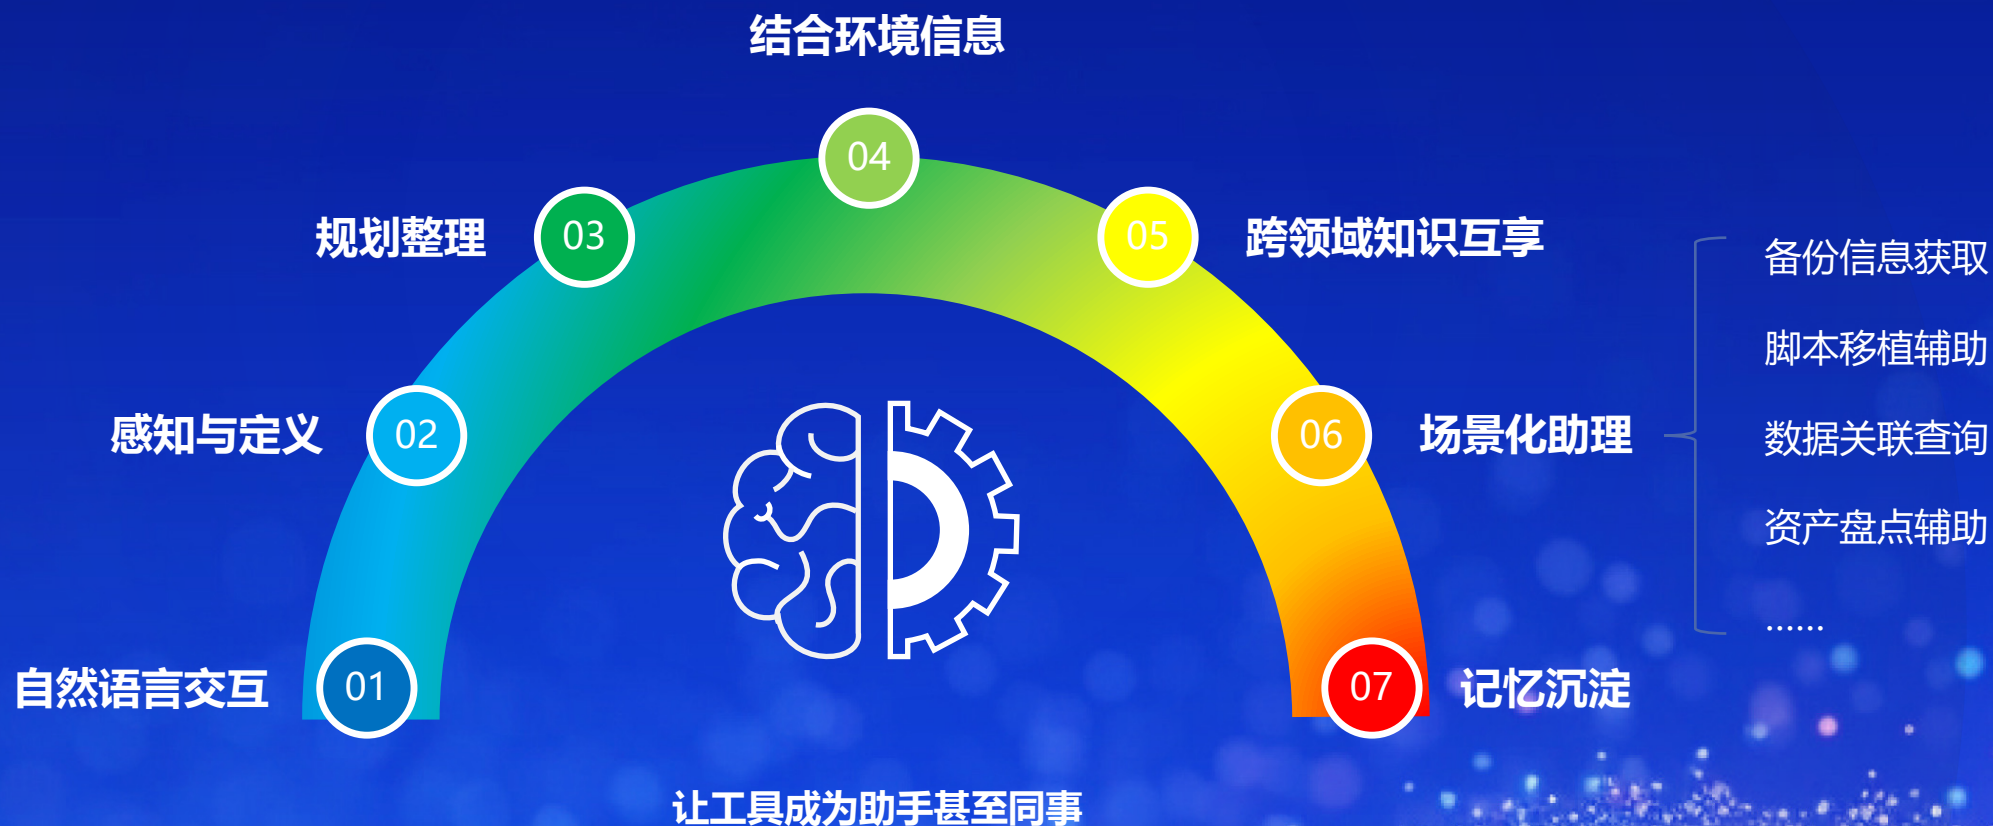 结合环境信息
04
03
规划整理
05
跨领域知识互享
02
感知与定义
06
场景化助理
备份信息获取
脚本移植辅助
数据关联查询
资产盘点辅助
......
01
自然语言交互
07
记忆沉淀
让工具成为助手甚至同事